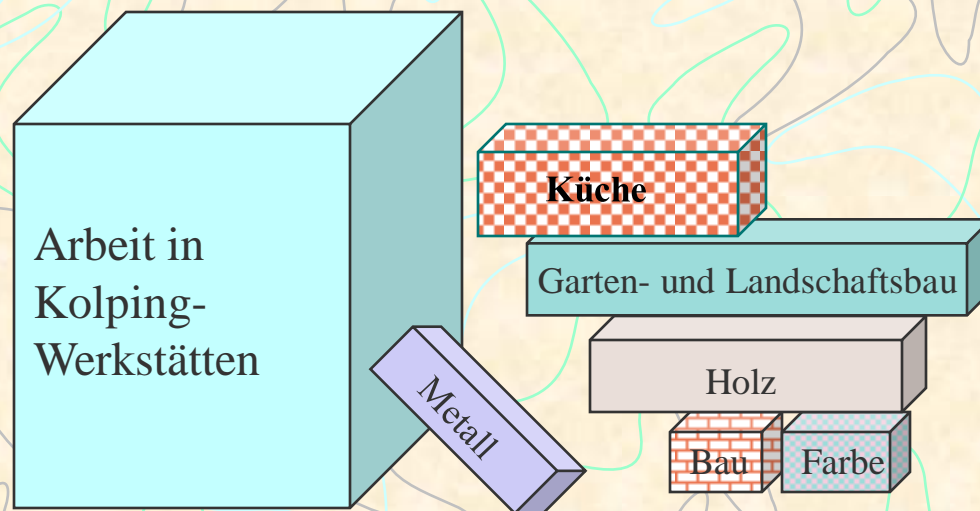 Arbeit in
Kolping-
Werkstätten
Metall
Küche
Garten- und Landschaftsbau
Holz
Bau
Farbe